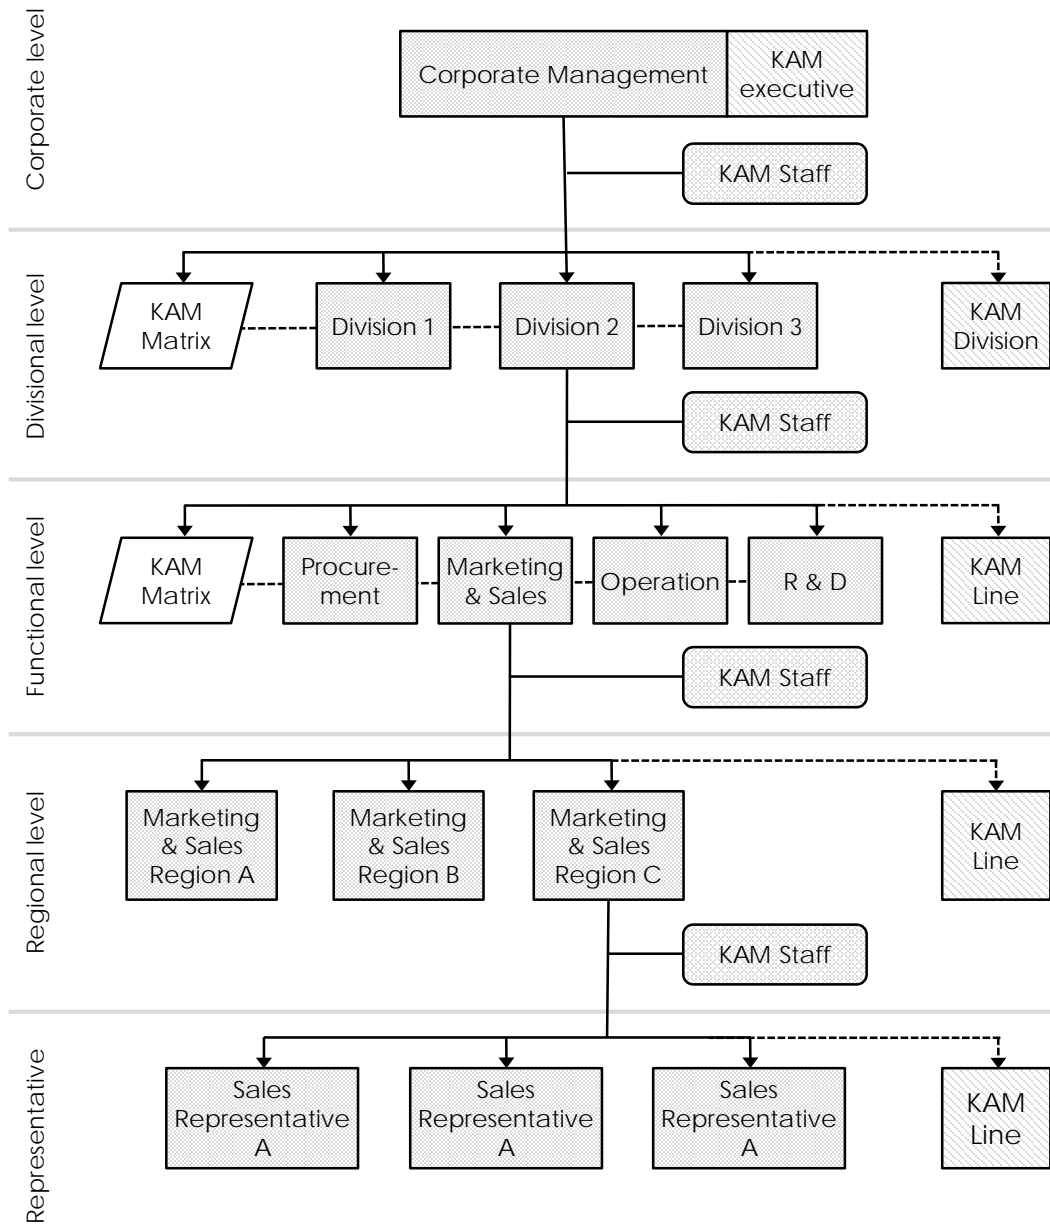 Corporate level
Corporate Management
KAM
executive
KAM Staff
Divisional level
KAM
Matrix
Division 1
Division 2
Division 3
KAM
Division
KAM Staff
Functional level
KAM
Matrix
Procure-
ment
Marketing
& Sales
Operation
R & D
KAM
Line
KAM Staff
Regional level
Marketing
& Sales
Region A
Marketing
& Sales
Region B
Marketing
& Sales
Region C
KAM
Line
KAM Staff
Representative
Sales
Representative
A
Sales
Representative
A
Sales
Representative
A
KAM
Line